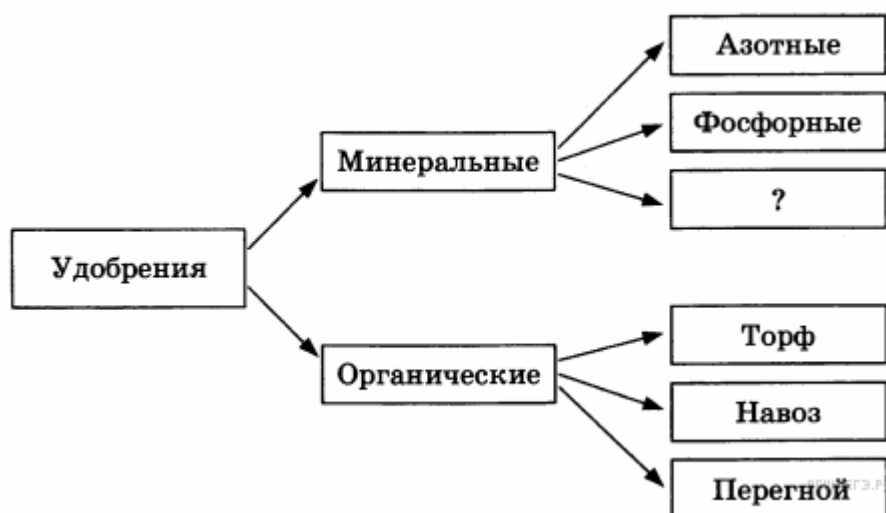 Азотные
Фосфорные
Минеральные
?
Удобрения
Торф
Органические
Навоз
Перегной